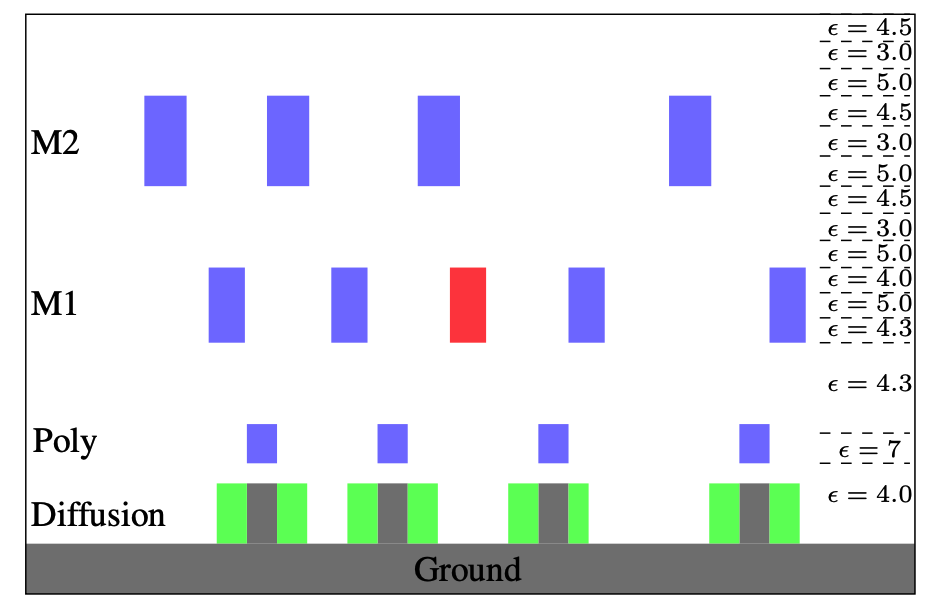 ϵ = 4.5
ϵ = 3.0
ϵ = 5.0
ϵ = 4.5
M2
ϵ = 3.0
ϵ = 5.0
ϵ = 4.5
ϵ = 3.0
ϵ = 5.0
ϵ = 4.0
M1
ϵ = 5.0
ϵ = 4.3
ϵ = 4.3
Poly
ϵ = 7
ϵ = 4.0
Diffusion
Ground